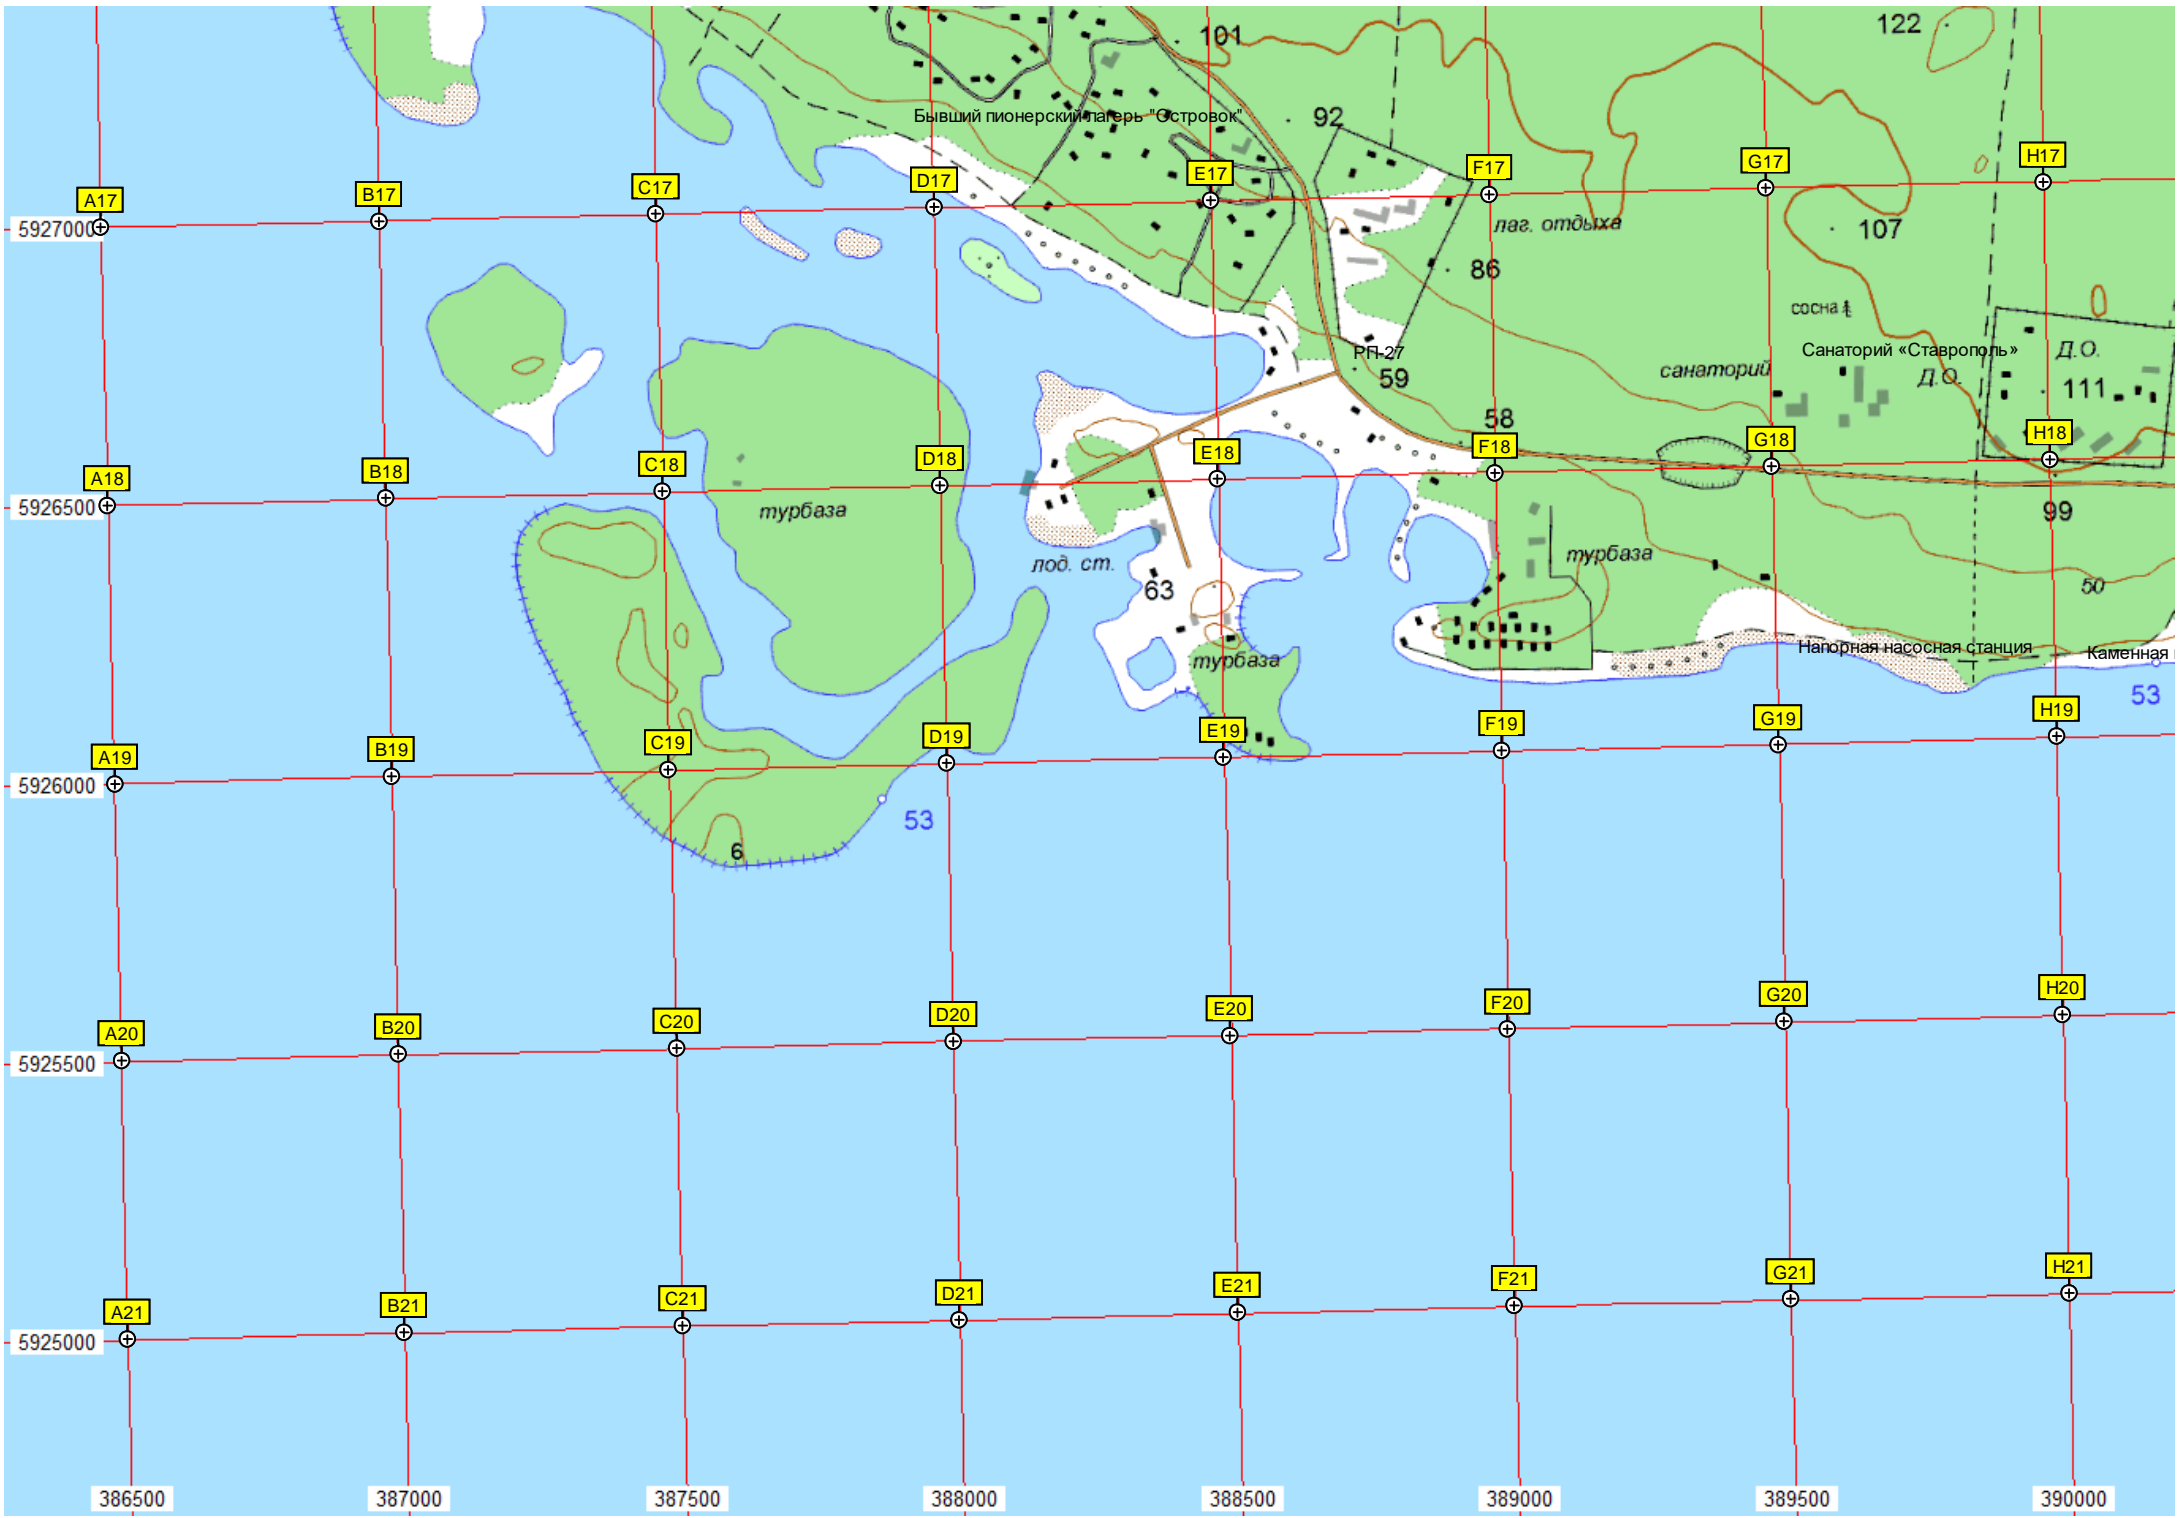 122
101
Бывший пионерский лагерь "Островок"
92
A17
B17
C17
D17
E17
F17
G17
H17
5927000
лаг. отдыха
107
86
сосна
РП-27
59
санаторий
Санаторий «Ставрополь»
Д.О.
Д.О.
111
58
A18
B18
C18
D18
E18
F18
G18
H18
5926500
турбаза
99
лод. ст.
63
турбаза
50
турбаза
Напорная насосная станция
Каменная
53
A19
B19
C19
D19
E19
F19
G19
H19
5926000
53
6
A20
B20
C20
D20
E20
F20
G20
H20
5925500
A21
B21
C21
D21
E21
F21
G21
H21
5925000
386500
387000
387500
388000
388500
389000
389500
390000